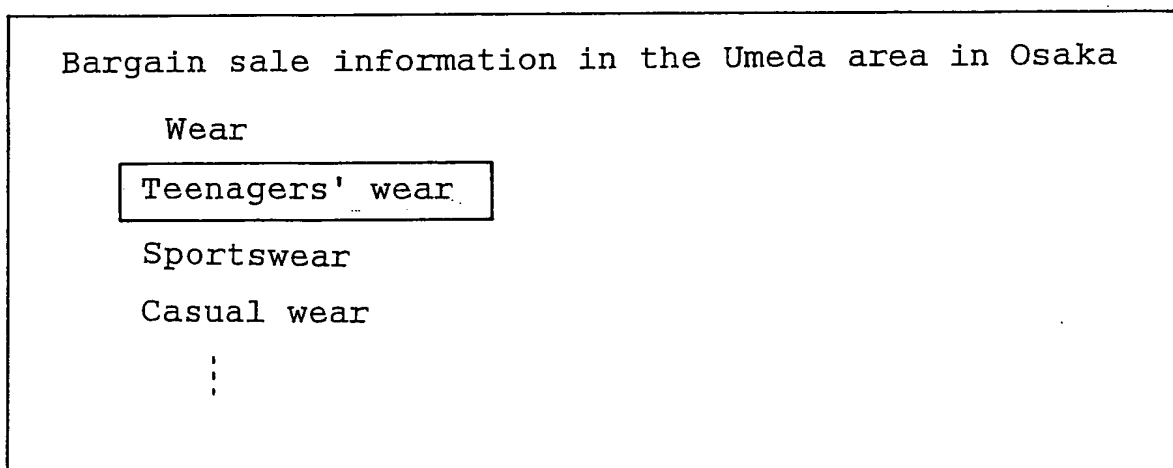 Bargain sale information in the Umeda area in Osaka
Wear
Teenagers' wear
Sportswear
Casual wear